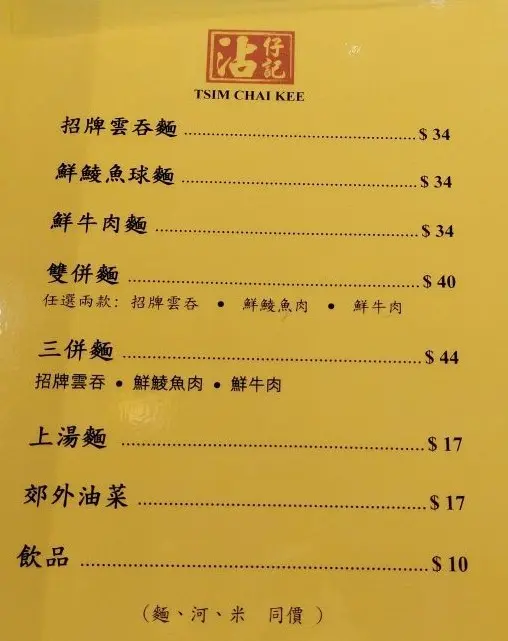 沾仔記
TSIM CHAI KEE
招牌雲吞麵 $ 34
鮮鯪魚球麵 $ 34
鮮牛肉麵 $ 34
雙併麵 $ 40
任選兩款: 招牌雲吞 • 鮮鯪魚肉 • 鮮牛肉
三併麵 $ 44
招牌雲吞 • 鮮鯪魚肉 • 鮮牛肉
上湯麵 $ 17
郊外油菜 $ 17
飲品 $ 10
(麵、河、米 同價 )